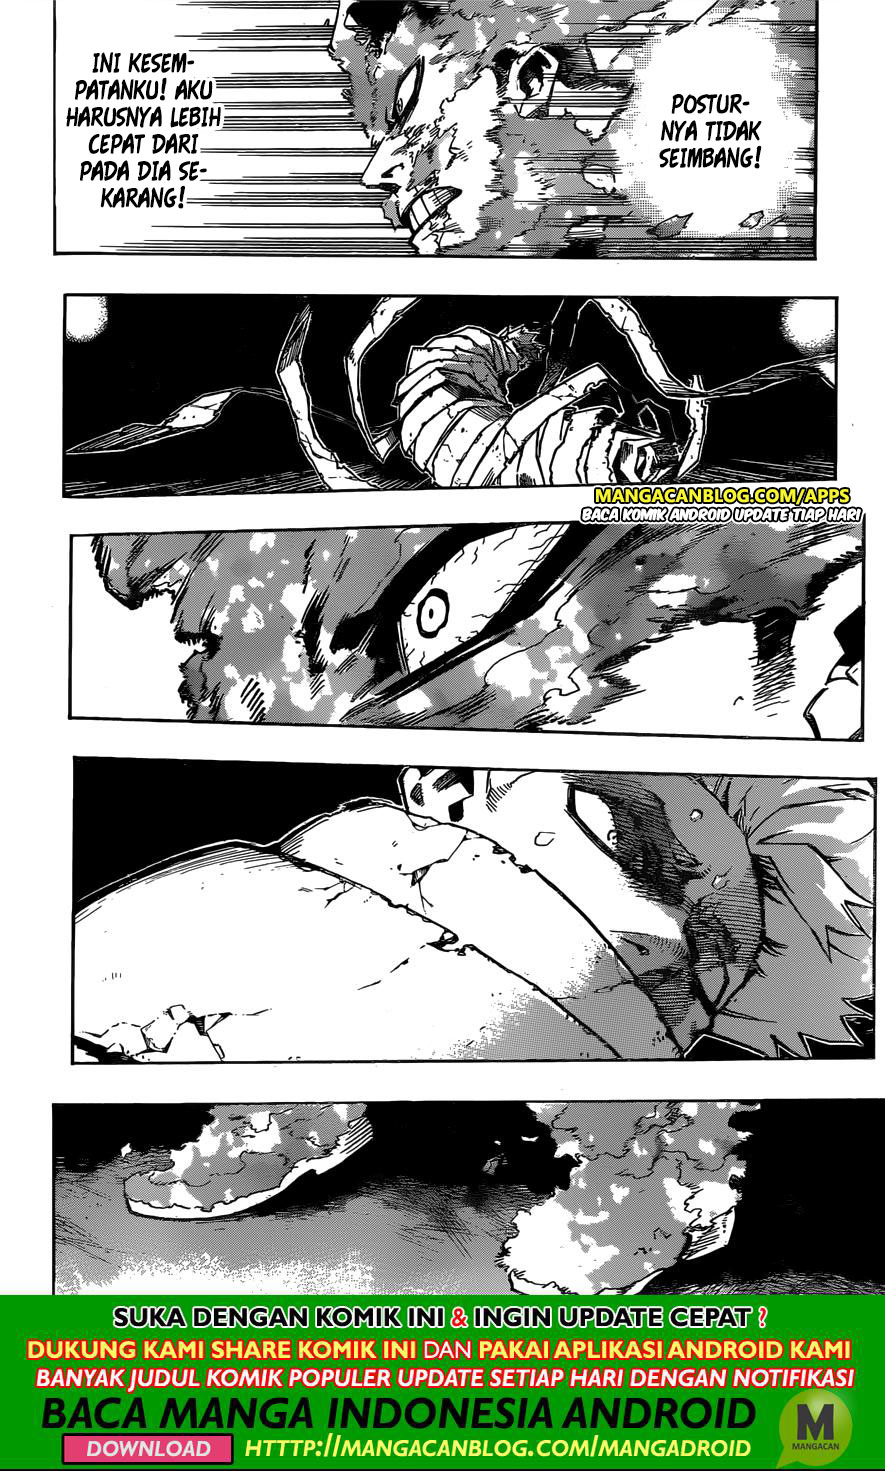 POSTUR-
NYA TIDAK
SEIMBANG!
INI KESEM-
PATANKU! AKU
HARUSNYA LEBIH
CEPAT DARI
PADA DIA SE-
KARANG!
MANGACANBLOG.COM/APPS
BACA KOMIK ANDROID UPDATE TIAP HARI
SUKA DENGAN KOMIK INI & INGIN UPDATE CEPAT ?
DUKUNG KAMI SHARE KOMIK INI DAN PAKAI APLIKASI ANDROID KAMI
BANYAK JUDUL KOMIK POPULER UPDATE SETIAP HARI DENGAN NOTIFIKASI
BACA MANGA INDONESIA ANDROID
DOWNLOAD HTTTP://MANGACANBLOG.COM/MANGADROID
M
MANGACAN